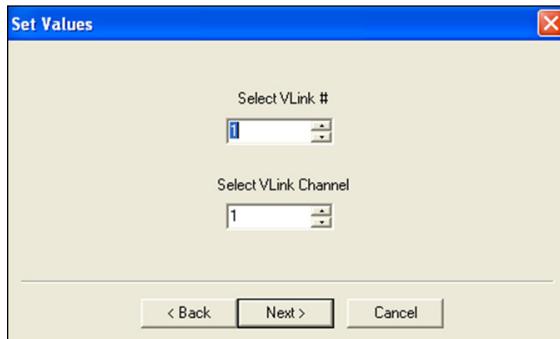 Set Values
Select VLink #
1
Select VLink Channel
1
< Back Next > Cancel